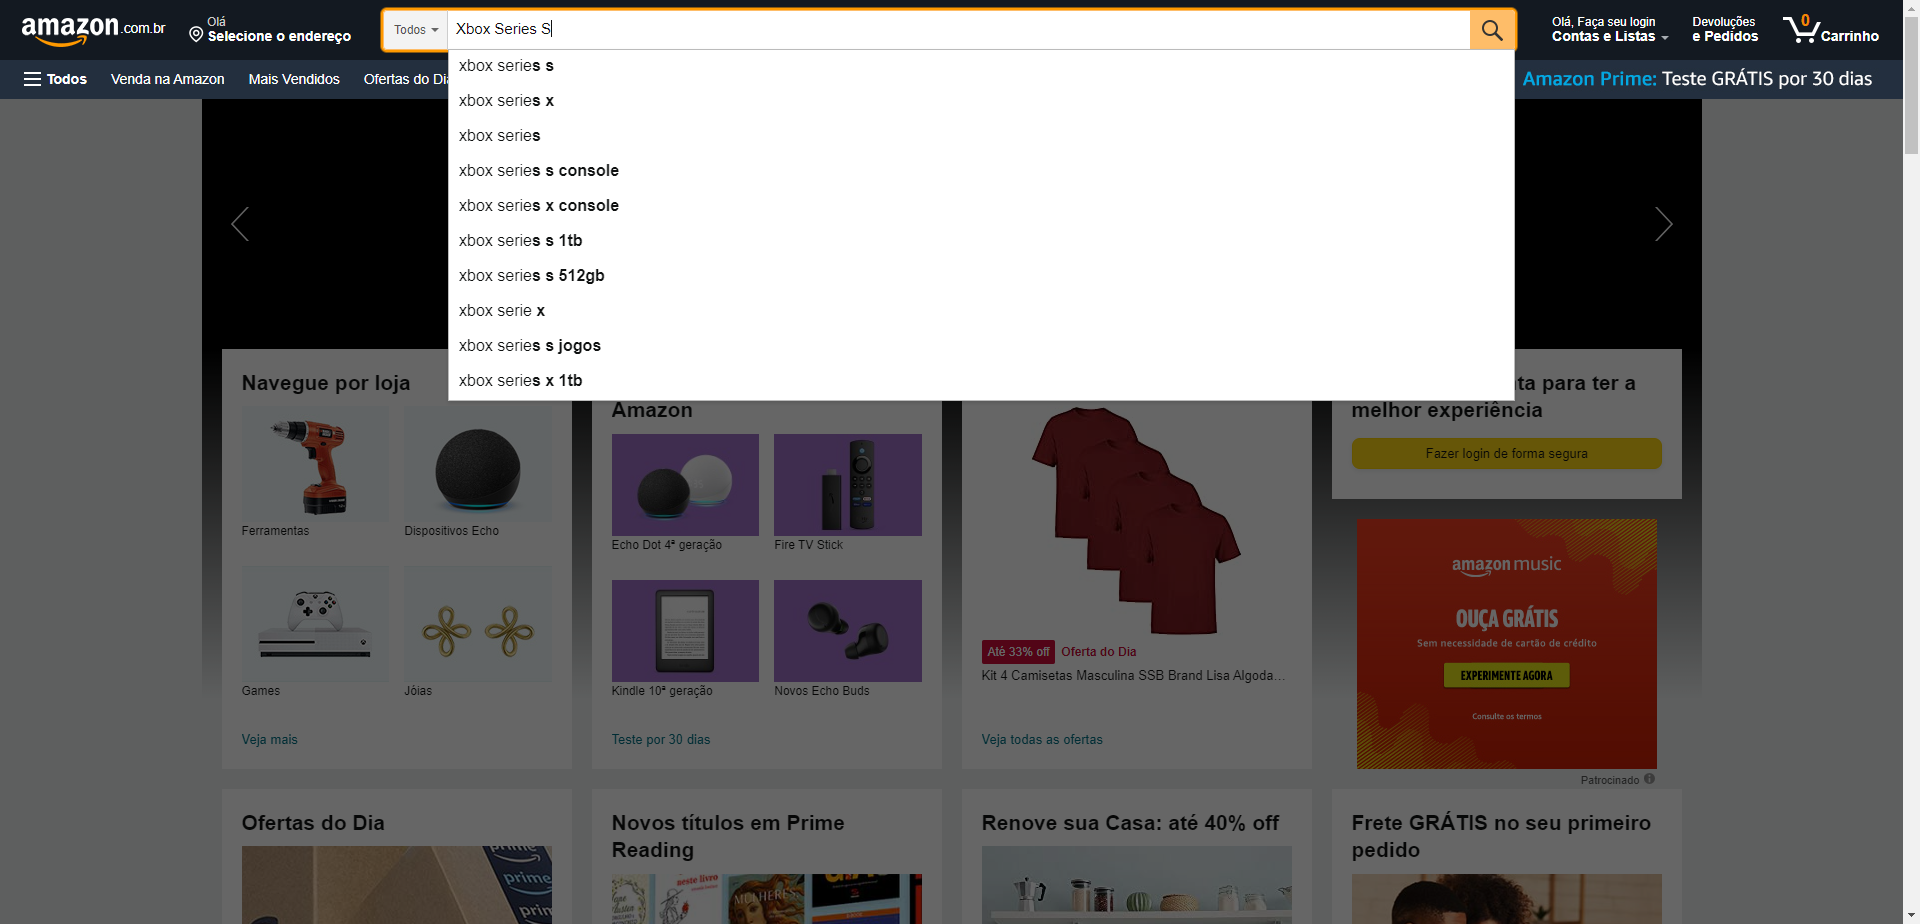 amazon.com.br
Olá
Selecione o endereço
Todos
Xbox Series S
Olá, Faça seu login
Contas e Listas
Devoluções
e Pedidos
0
Carrinho
Todos
Venda na Amazon
Mais Vendidos
Ofertas do Di
Amazon Prime: Teste GRÁTIS por 30 dias
xbox series s
xbox series x
xbox series
xbox series s console
xbox series x console
xbox series s 1tb
xbox series s 512gb
xbox serie x
xbox series s jogos
xbox series x 1tb
Navegue por loja
Ferramentas
Dispositivos Echo
Games
Jóias
Veja mais
Amazon
Echo Dot 4ª geração
Fire TV Stick
Kindle 10ª geração
Novos Echo Buds
Teste por 30 dias
Até 33% off
Oferta do Dia
Kit 4 Camisetas Masculina SSB Brand Lisa Algoda…
Veja todas as ofertas
ta para ter a
melhor experiência
Fazer login de forma segura
amazon music
OUÇA GRÁTIS
Sem necessidade de cartão de crédito
EXPERIMENTE AGORA
Consulte os termos
Patrocinado
Ofertas do Dia
prime
prime
prim
Novos títulos em Prime
Reading
neste livro
MULHERES
Renove sua Casa: até 40% off
Frete GRÁTIS no seu primeiro
pedido